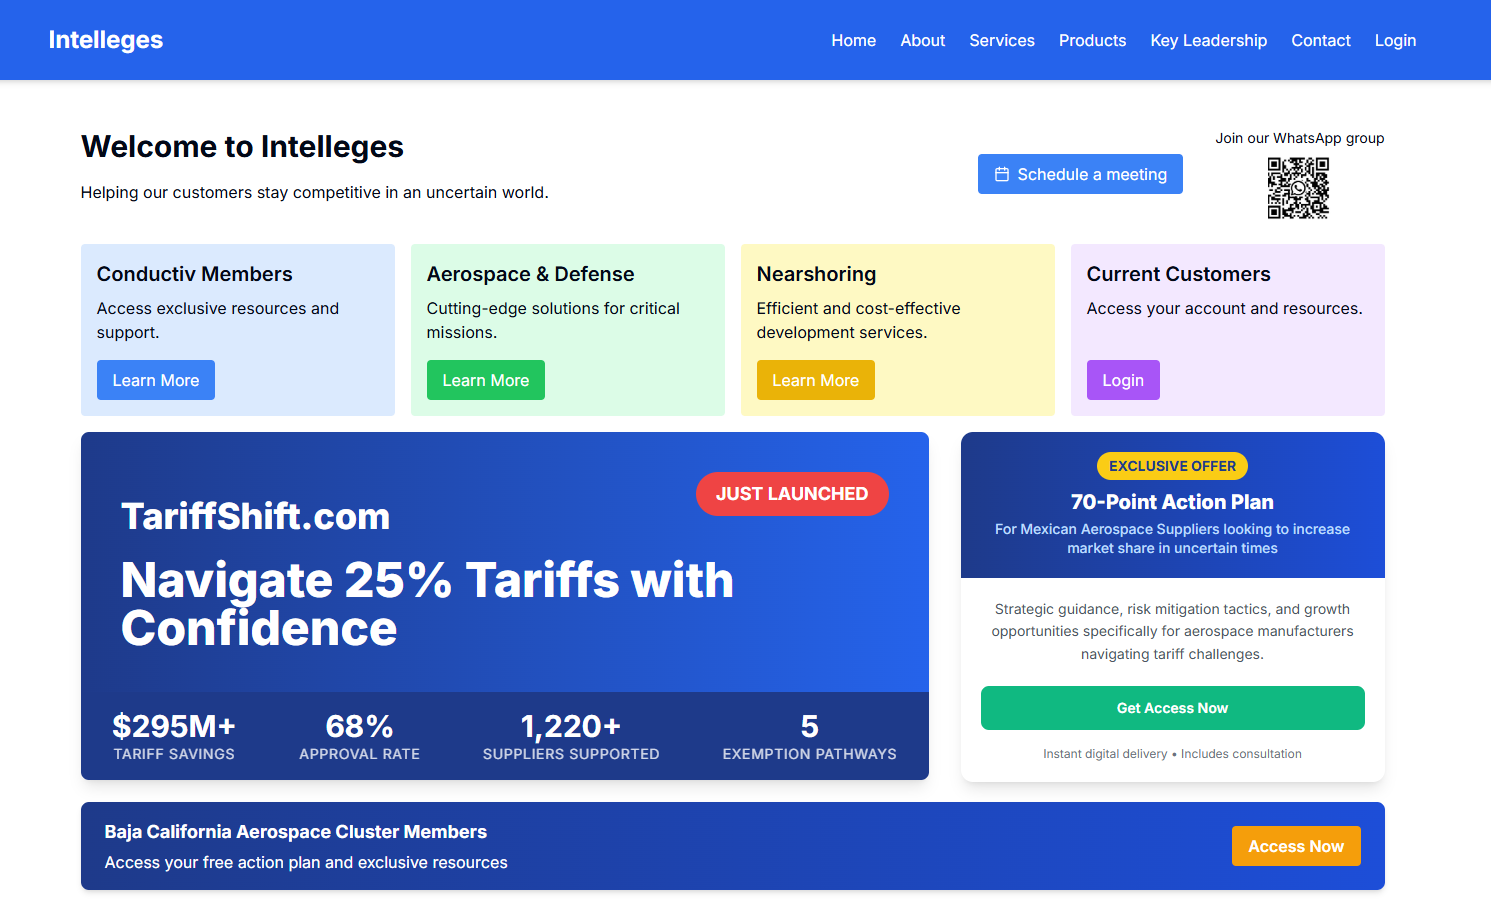 Intelleges
Home About Services Products Key Leadership Contact Login
Welcome to Intelleges
Helping our customers stay competitive in an uncertain world.
Schedule a meeting
Join our WhatsApp group
Conductiv Members
Access exclusive resources and
support.
Learn More
Aerospace & Defense
Cutting-edge solutions for critical
missions.
Learn More
Nearshoring
Efficient and cost-effective
development services.
Learn More
Current Customers
Access your account and resources.
Login
JUST LAUNCHED
TariffShift.com
Navigate 25% Tariffs with
Confidence
$295M+
TARIFF SAVINGS
68%
APPROVAL RATE
1,220+
SUPPLIERS SUPPORTED
5
EXEMPTION PATHWAYS
EXCLUSIVE OFFER
70-Point Action Plan
For Mexican Aerospace Suppliers looking to increase
market share in uncertain times
Strategic guidance, risk mitigation tactics, and growth
opportunities specifically for aerospace manufacturers
navigating tariff challenges.
Get Access Now
Instant digital delivery • Includes consultation
Baja California Aerospace Cluster Members
Access your free action plan and exclusive resources
Access Now